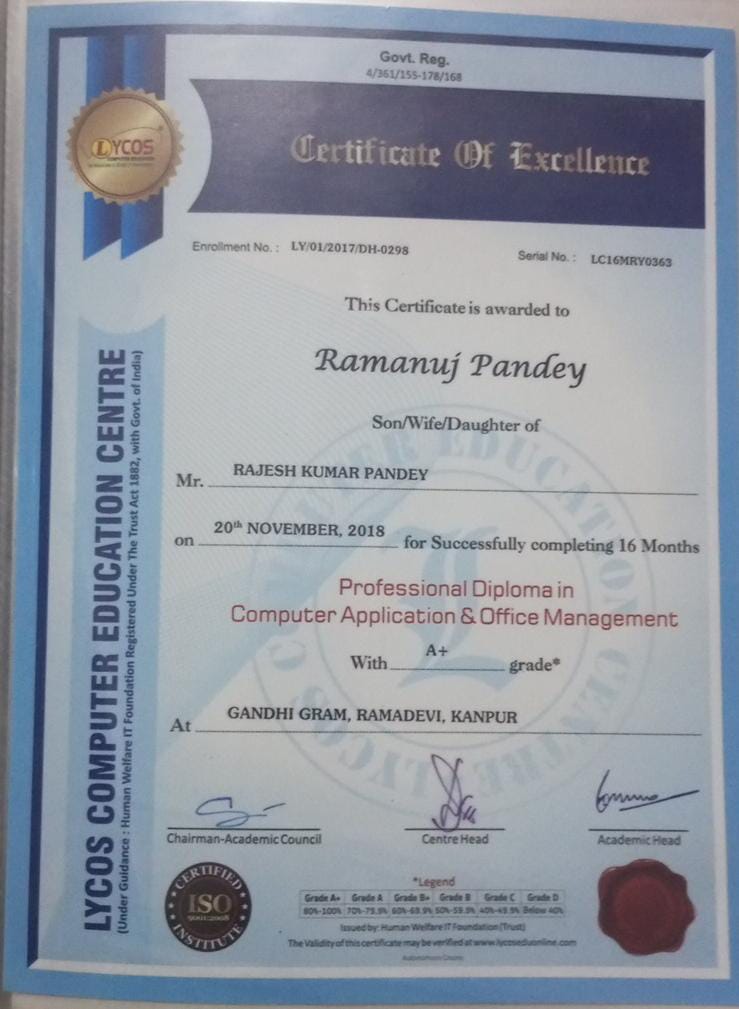 Govt. Reg.
4/361/155-178/168
LYCOS
Certificate Of Excellence
Enrollment No. : LY/01/2017/DH-0298
Serial No. : LC16MRY0363
This Certificate is awarded to
Ramanuj Pandey
Son/Wife/Daughter of
Mr. RAJESH KUMAR PANDEY
on 20th NOVEMBER, 2018 for Successfully completing 16 Months
Professional Diploma in
Computer Application & Office Management
With A+ grade*
At GANDHI GRAM, RAMADEVI, KANPUR
Chairman-Academic Council
Centre Head
Academic Head
LYCOS COMPUTER EDUCATION CENTRE
(Under Guidance : Human Welfare IT Foundation Registered Under The Trust Act 1882, with Govt. of India)
CERTIFIED
ISO
9001:2008
INSTITUTE
*Legend
Grade A+ Grade A Grade B+ Grade B Grade C Grade D
80%-100% 70%-79.9% 60%-69.9% 50%-59.9% 40%-49.9% Below 40%
Issued by: Human Welfare IT Foundation (Trust)
The Validity of this certificate may be verified at www.lycoseduonline.com
LYCOS COMPUTER EDUCATION CENTRE